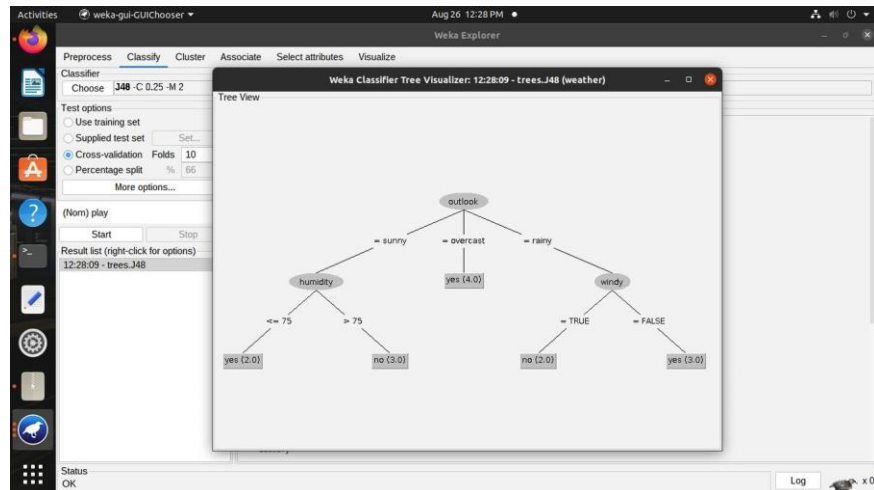 Activities weka-gui-GUIChooser Aug 26 12:28 PM
Weka Explorer
Preprocess Classify Cluster Associate Select attributes Visualize
Classifier
Choose J48 -C 0.25 -M 2
Weka Classifier Tree Visualizer: 12:28:09 - trees.J48 (weather)
Tree View
Test options
Use training set
Supplied test set Set...
Cross-validation Folds 10
Percentage split % 66
More options...
(Nom) play
Start Stop
Result list (right-click for options)
12:28:09 - trees.J48
outlook
= sunny = overcast = rainy
humidity yes (4.0) windy
<= 75 > 75 = TRUE = FALSE
yes (2.0) no (3.0) no (2.0) yes (3.0)
Status
OK
Log x 0